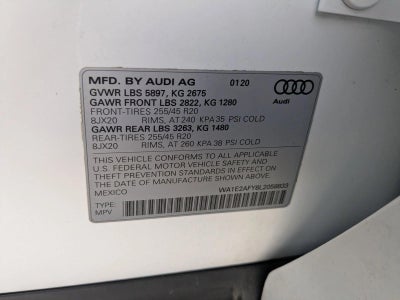 MFD. BY AUDI AG 0120
GVWR LBS 5897, KG 2675
GAWR FRONT LBS 2822, KG 1280
FRONT-TIRES 255/45 R20
8JX20 RIMS, AT 240 KPA 35 PSI COLD
GAWR REAR LBS 3263, KG 1480
REAR-TIRES 255/45 R20
8JX20 RIMS, AT 260 KPA 38 PSI COLD
Audi
THIS VEHICLE CONFORMS TO ALL APPLICABLE
U.S. FEDERAL MOTOR VEHICLE SAFETY AND
THEFT PREVENTION STANDARDS IN EFFECT ON
THE DATE OF MANUFACTURE SHOWN ABOVE.
MEXICO
WA1E2AFY8L2059833
TYPE:
MPV